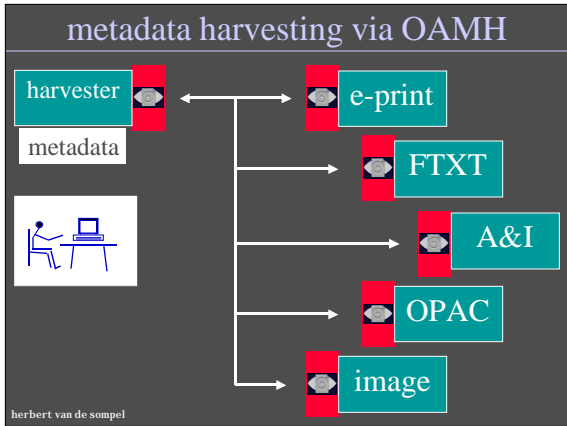 metadata harvesting via OAMH
harvester
metadata
e-print
FTXT
A&I
OPAC
image
herbert van de sompel